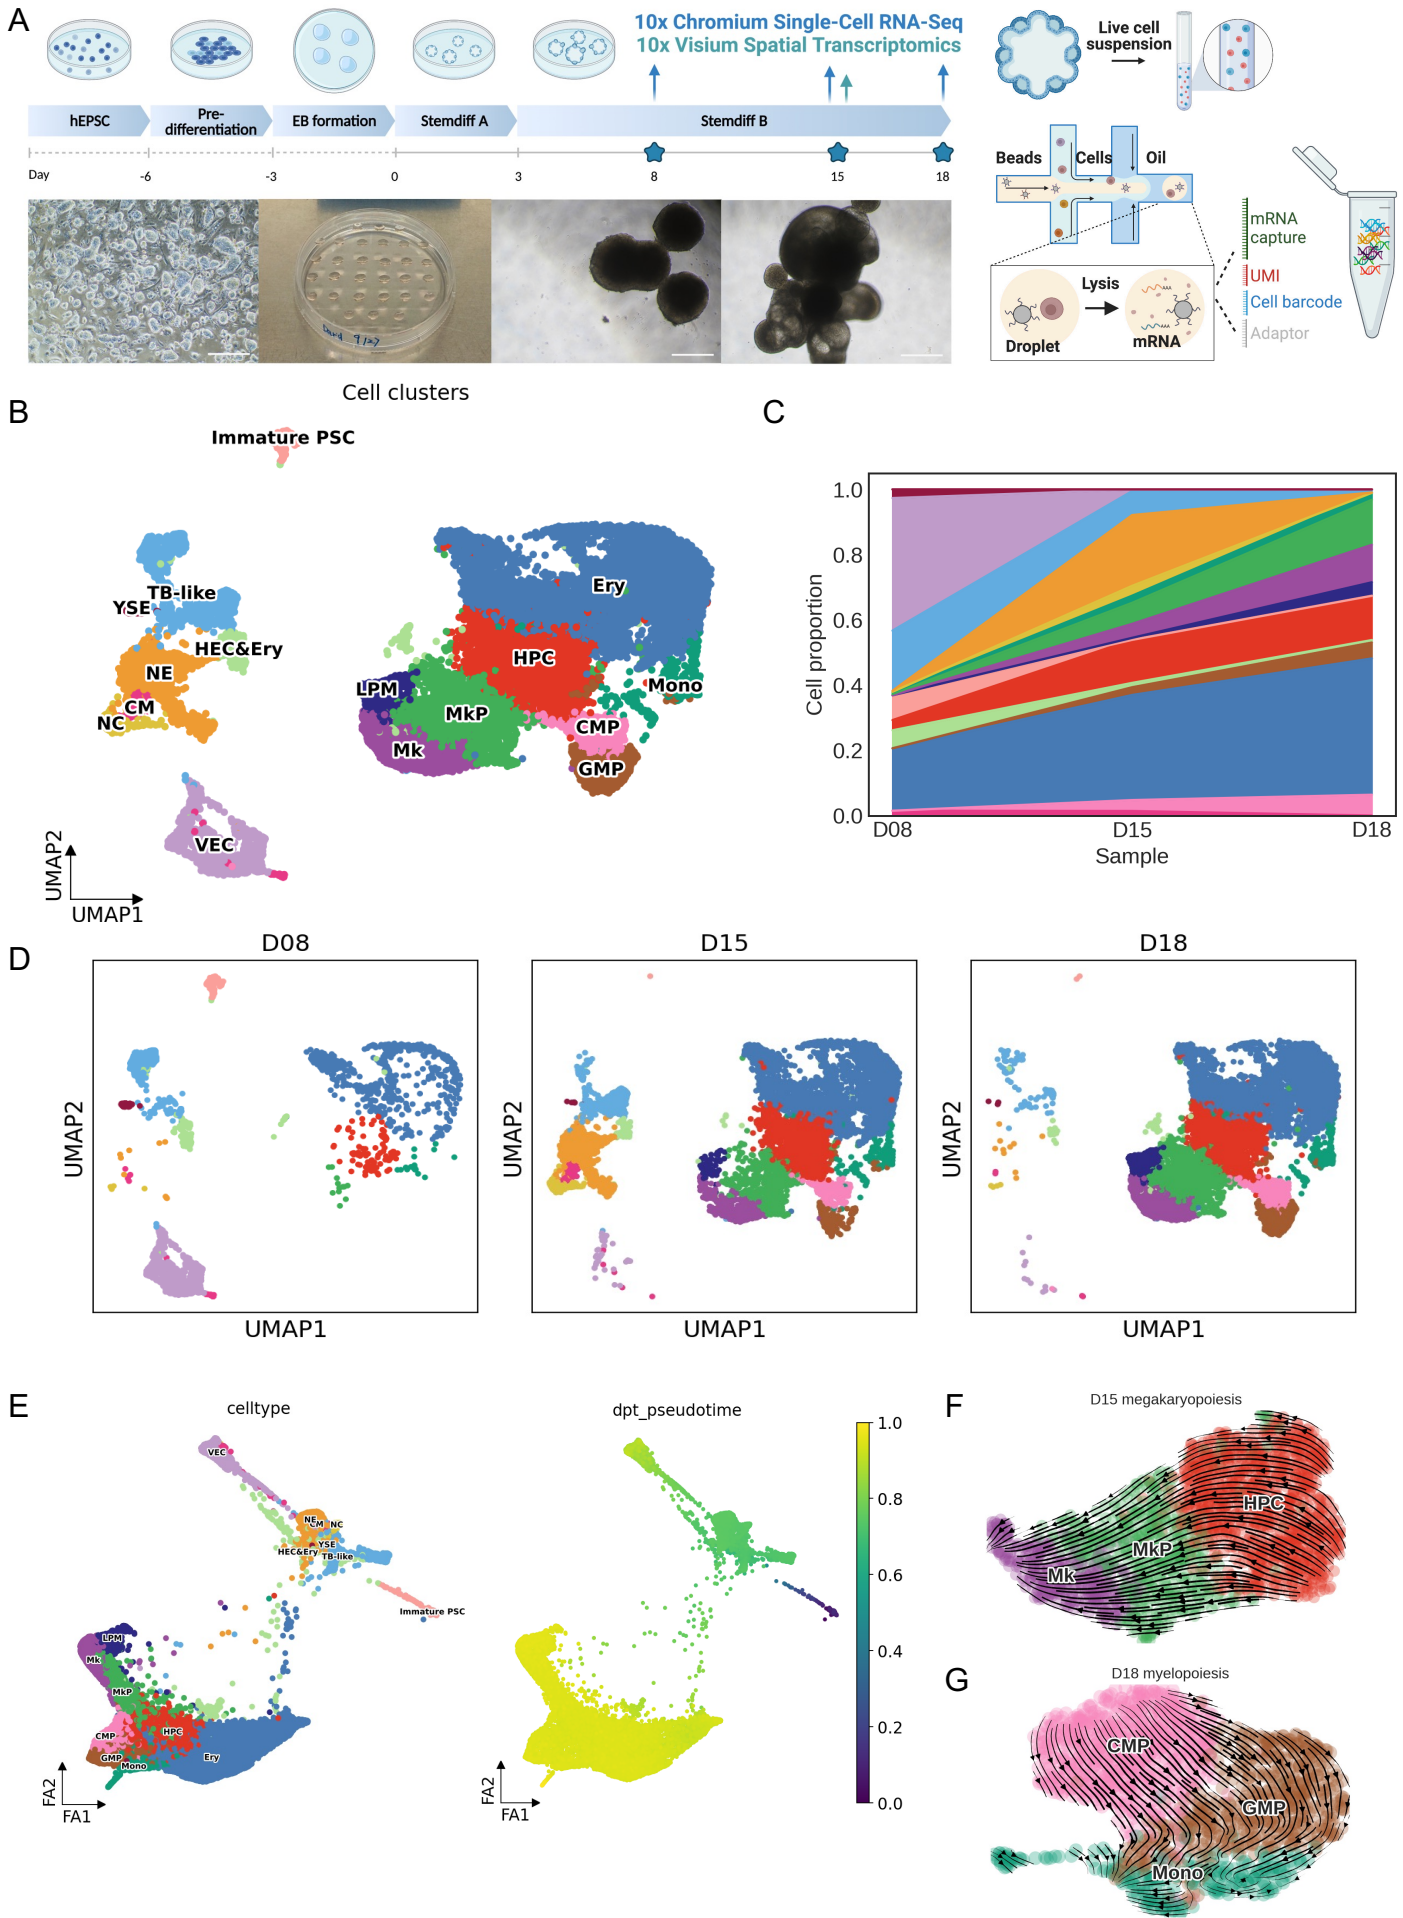 A
10x Chromium Single-Cell RNA-Seq
10x Visium Spatial Transcriptomics
hEPSC
Pre-
differentiation
EB formation
Stemdiff A
Stemdiff B
Day
-6
-3
0
3
8
15
18
Live cell
suspension
Beads
Cells
Oil
Droplet
Lysis
mRNA
mRNA
capture
UMI
Cell barcode
Adaptor
B
Cell clusters
Immature PSC
TB-like
YSE
HEC&Ery
NE
CM
NC
VEC
Ery
HPC
LPM
MkP
Mk
Mono
CMP
GMP
UMAP2
UMAP1
C
Cell proportion
1.0
0.8
0.6
0.4
0.2
0.0
D08
D15
D18
Sample
D
D08
UMAP2
UMAP1
D15
UMAP2
UMAP1
D18
UMAP2
UMAP1
E
celltype
VEC
NE
CM
NC
YSE
HEC&Ery
TB-like
Immature PSC
LPM
Mk
MkP
CMP
HPC
GMP
Mono
Ery
FA2
FA1
dpt_pseudotime
FA2
FA1
1.0
0.8
0.6
0.4
0.2
0.0
F
D15 megakaryopoiesis
HPC
MkP
Mk
G
D18 myelopoiesis
CMP
GMP
Mono